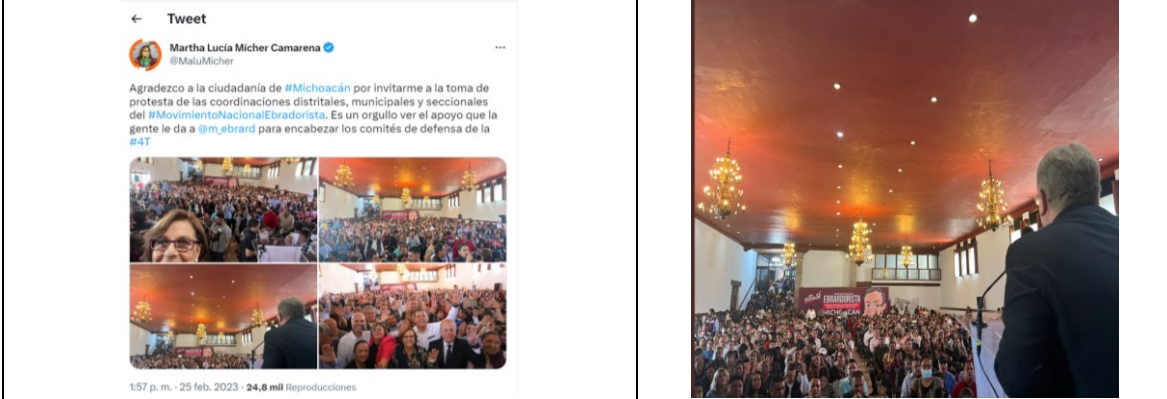 Tweet
Martha Lucía Mícher Camarena
@MaluMicher
Agradezco a la ciudadanía de #Michoacán por invitarme a la toma de
protesta de las coordinaciones distritales, municipales y seccionales
del #MovimientoNacionalEbradorista. Es un orgullo ver el apoyo que la
gente le da a @m_ebrard para encabezar los comités de defensa de la
#4T
1:57 p. m. · 25 feb. 2023 · 24,8 mil Reproducciones
EBRARDORISTA
MICHOACÁN